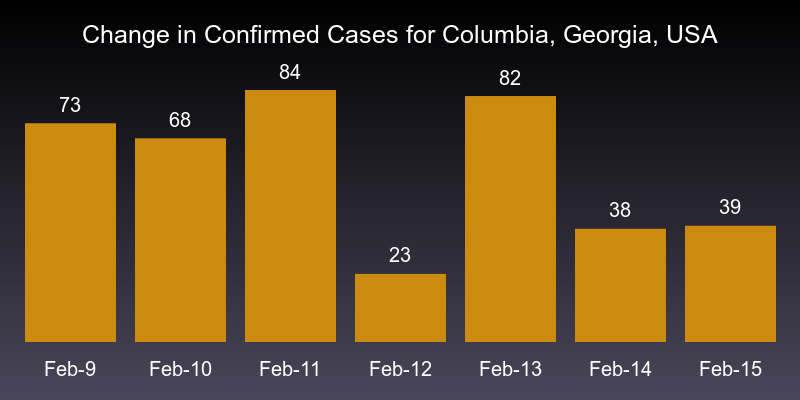 Change in Confirmed Cases for Columbia, Georgia, USA
73 68 84 23 82 38 39
Feb-9 Feb-10 Feb-11 Feb-12 Feb-13 Feb-14 Feb-15